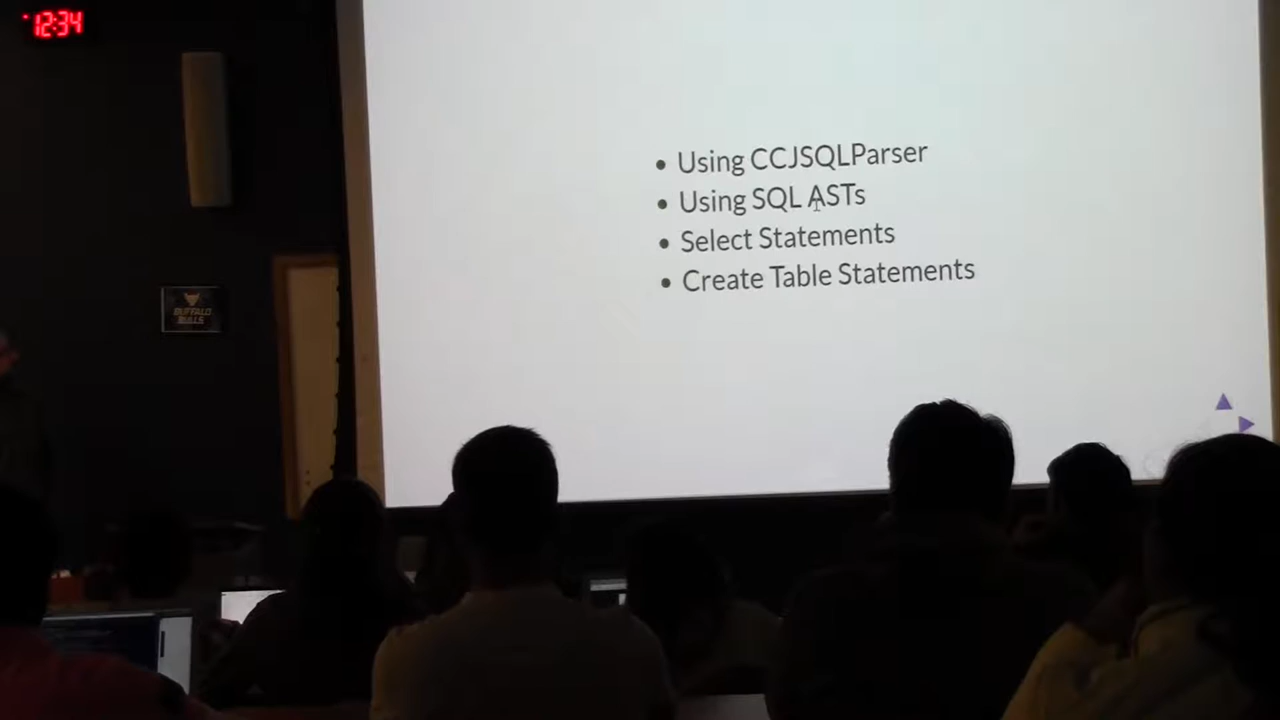 12:34
• Using CCJSQLParser
• Using SQL ASTs
• Select Statements
• Create Table Statements
BUFFALO
BULLS